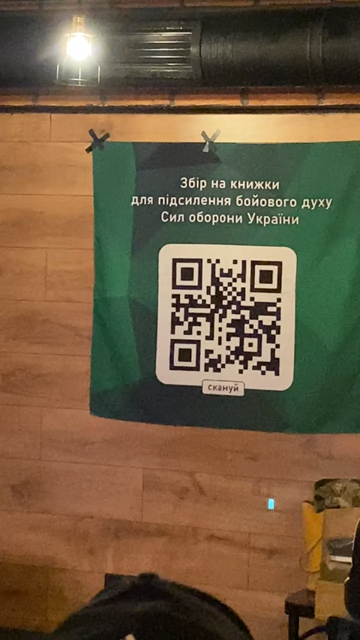 Збір на книжки
для підсилення бойового духу
Сил оборони України
скануй